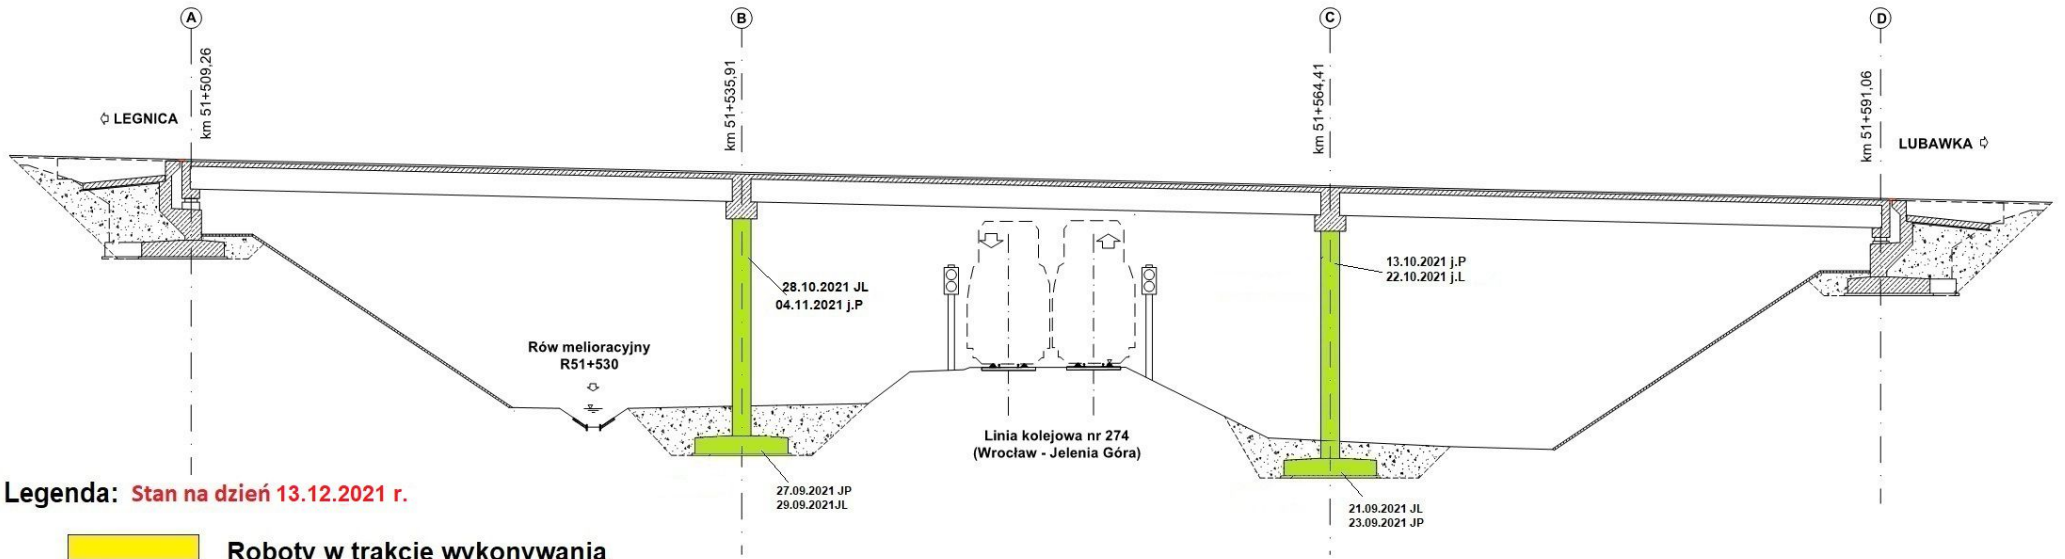 A
B
C
D
km 51+509,26
km 51+535,91
km 51+564,41
km 51+591,06
LEGNICA
LUBAWKA
28.10.2021 JL
04.11.2021 j.P
13.10.2021 j.P
22.10.2021 j.L
Rów melioracyjny
R51+530
Linia kolejowa nr 274
(Wrocław - Jelenia Góra)
27.09.2021 JP
29.09.2021JL
21.09.2021 JL
23.09.2021 JP
Legenda: Stan na dzień 13.12.2021 r.
Roboty w trakcie wykonywania